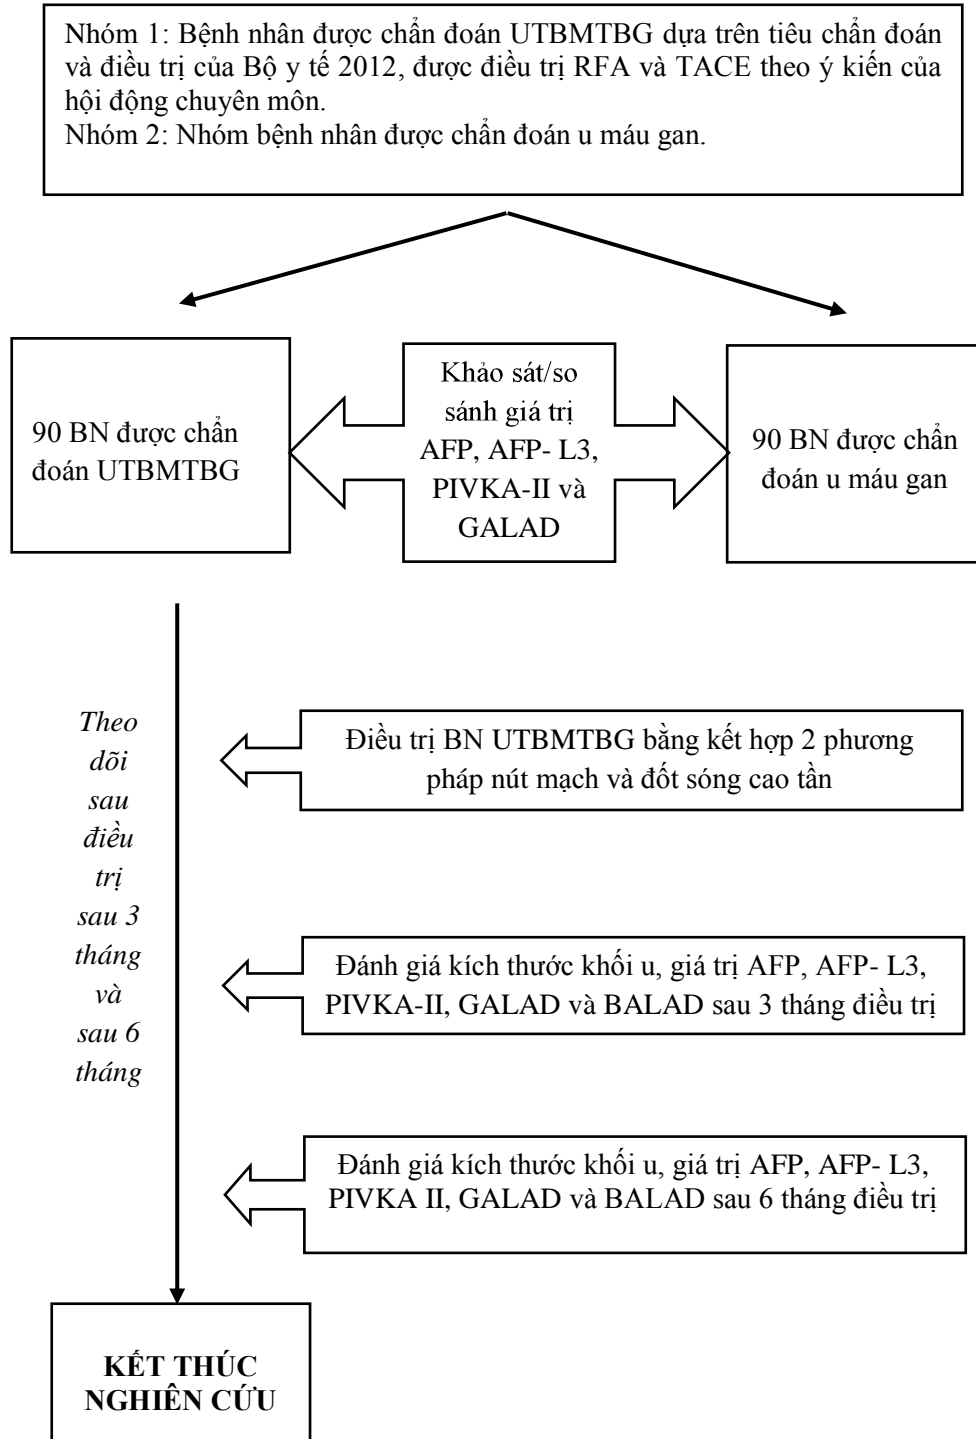 Nhóm 1: Bệnh nhân được chẩn đoán UTBMTBG dựa trên tiêu chẩn đoán
và điều trị của Bộ y tế 2012, được điều trị RFA và TACE theo ý kiến của
hội động chuyên môn.
Nhóm 2: Nhóm bệnh nhân được chẩn đoán u máu gan.
90 BN được chẩn
đoán UTBMTBG
Khảo sát/so
sánh giá trị
AFP, AFP- L3,
PIVKA-II và
GALAD
90 BN được chẩn
đoán u máu gan
Theo
dõi
sau
điều
trị
sau 3
tháng
và
sau 6
tháng
Điều trị BN UTBMTBG bằng kết hợp 2 phương
pháp nút mạch và đốt sóng cao tần
Đánh giá kích thước khối u, giá trị AFP, AFP- L3,
PIVKA-II, GALAD và BALAD sau 3 tháng điều trị
Đánh giá kích thước khối u, giá trị AFP, AFP- L3,
PIVKA II, GALAD và BALAD sau 6 tháng điều trị
KẾT THÚC
NGHIÊN CỨU